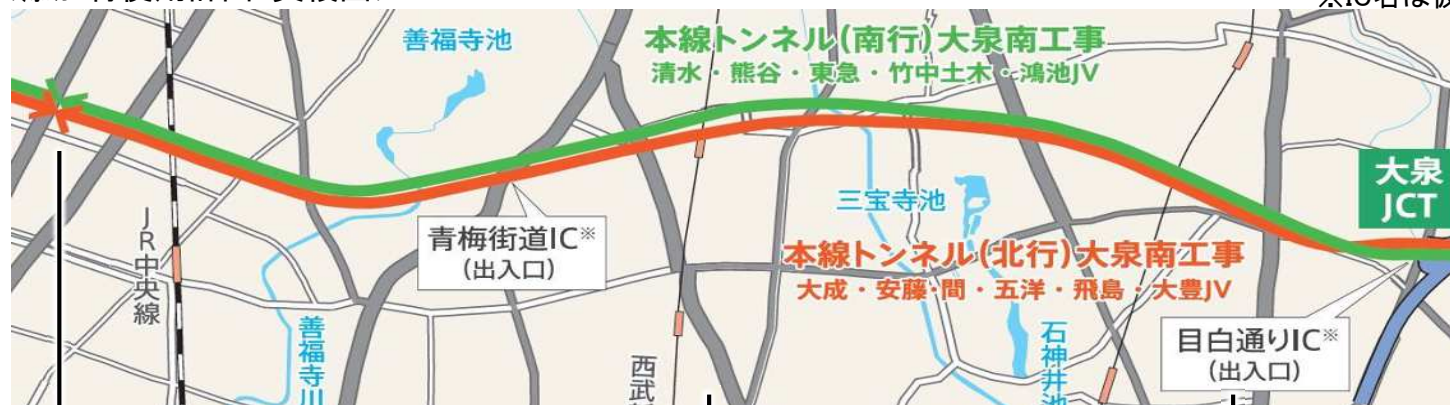 ※IC名は仮
善福寺池
本線トンネル(南行)大泉南工事
清水・熊谷・東急・竹中土木・鴻池JV
大泉
JCT
三宝寺池
青梅街道IC※
(出入口)
本線トンネル(北行)大泉南工事
大成・安藤・間・五洋・飛島・大豊JV
JR中央線
善福寺川
西武
石神井池
目白通りIC※
(出入口)